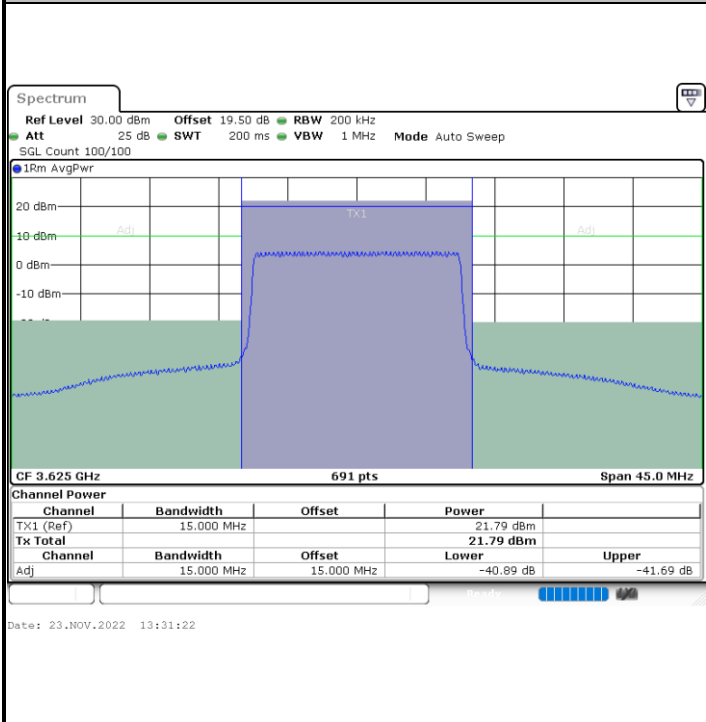 Spectrum
Ref Level 30.00 dBm Offset 19.50 dB RBW 200 kHz
Att 25 dB SWT 200 ms VBW 1 MHz Mode Auto Sweep
SGL Count 100/100
1Rm AvgPwr
20 dBm
TX1
10 dBm Adj Adj
0 dBm
-10 dBm
CF 3.625 GHz 691 pts Span 45.0 MHz
Channel Power
Channel Bandwidth Offset Power
TX1 (Ref) 15.000 MHz 21.79 dBm
Tx Total 21.79 dBm
Channel Bandwidth Offset Lower Upper
Adj 15.000 MHz 15.000 MHz -40.89 dB -41.69 dB
Ready
Date: 23.NOV.2022 13:31:22